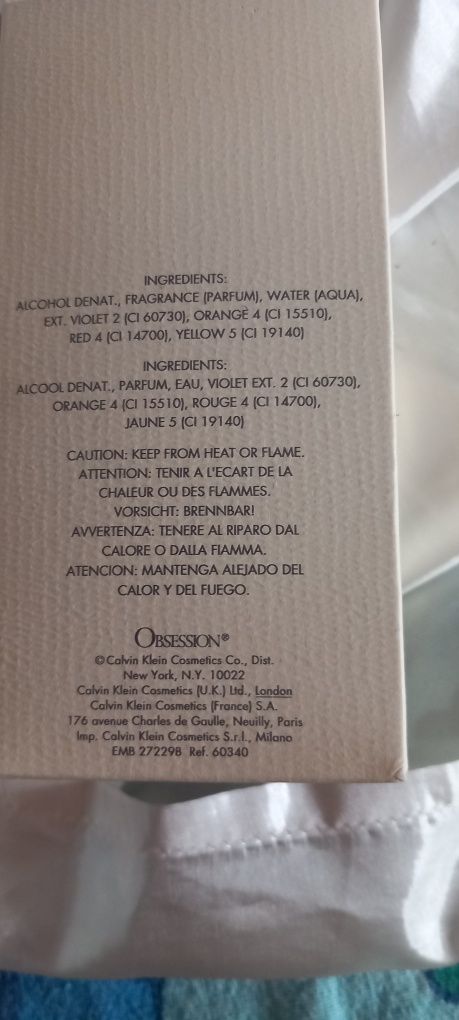 INGREDIENTS:
ALCOHOL DENAT., FRAGRANCE (PARFUM), WATER (AQUA),
EXT. VIOLET 2 (CI 60730), ORANGE 4 (CI 15510),
RED 4 (CI 14700), YELLOW 5 (CI 19140)
INGREDIENTS:
ALCOOL DENAT., PARFUM, EAU, VIOLET EXT. 2 (CI 60730),
ORANGE 4 (CI 15510), ROUGE 4 (CI 14700),
JAUNE 5 (CI 19140)
CAUTION: KEEP FROM HEAT OR FLAME.
ATTENTION: TENIR A L'ECART DE LA
CHALEUR OU DES FLAMMES.
VORSICHT: BRENNBAR!
AVVERTENZA: TENERE AL RIPARO DAL
CALORE O DALLA FIAMMA.
ATENCION: MANTENGA ALEJADO DEL
CALOR Y DEL FUEGO.
OBSESSION®
©Calvin Klein Cosmetics Co., Dist.
New York, N.Y. 10022
Calvin Klein Cosmetics (U.K.) Ltd., London
Calvin Klein Cosmetics (France) S.A.
176 avenue Charles de Gaulle, Neuilly, Paris
Imp. Calvin Klein Cosmetics S.r.l., Milano
EMB 272298 Ref. 60340